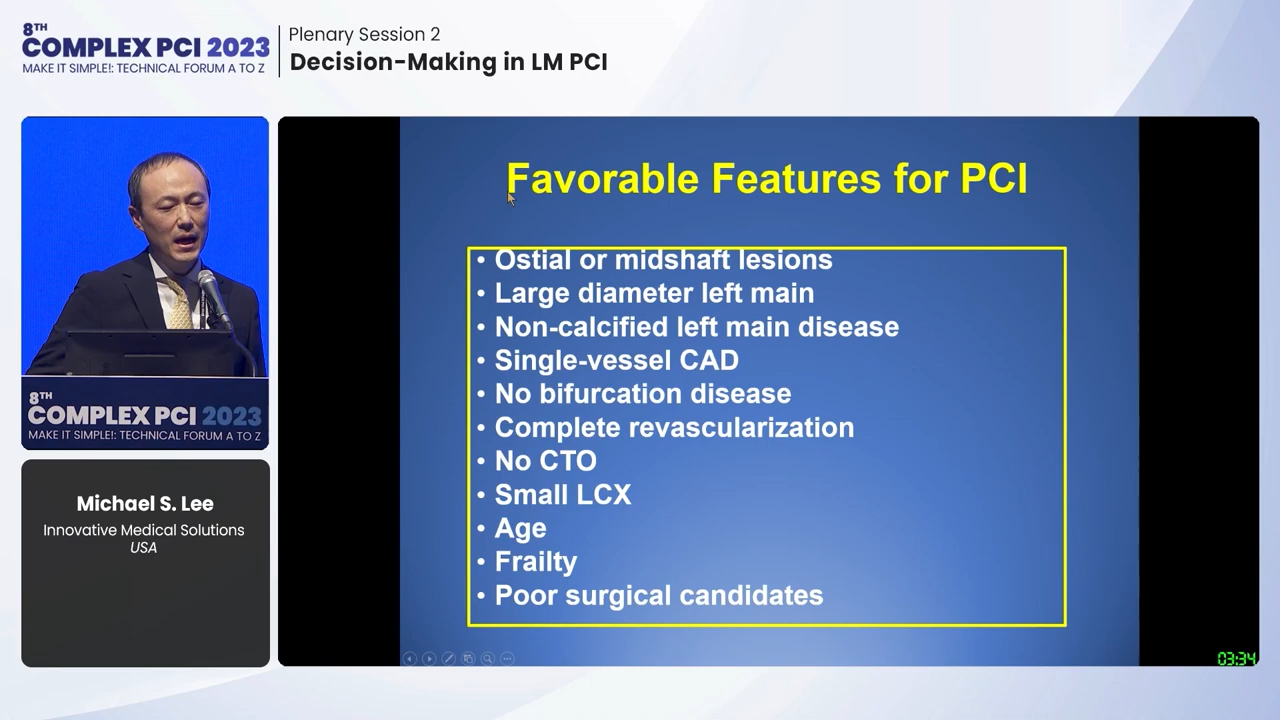 8TH
COMPLEX PCI 2023
MAKE IT SIMPLE!: TECHNICAL FORUM A TO Z
Plenary Session 2
Decision-Making in LM PCI
8TH
COMPLEX PCI 2023
MAKE IT SIMPLE!: TECHNICAL FORUM A TO Z
Michael S. Lee
Innovative Medical Solutions
USA
Favorable Features for PCI
• Ostial or midshaft lesions
• Large diameter left main
• Non-calcified left main disease
• Single-vessel CAD
• No bifurcation disease
• Complete revascularization
• No CTO
• Small LCX
• Age
• Frailty
• Poor surgical candidates
03:34